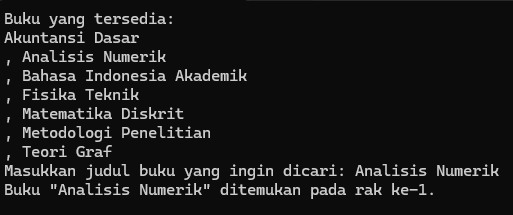 Buku yang tersedia:
Akuntansi Dasar
, Analisis Numerik
, Bahasa Indonesia Akademik
, Fisika Teknik
, Matematika Diskrit
, Metodologi Penelitian
, Teori Graf
Masukkan judul buku yang ingin dicari: Analisis Numerik
Buku "Analisis Numerik" ditemukan pada rak ke-1.